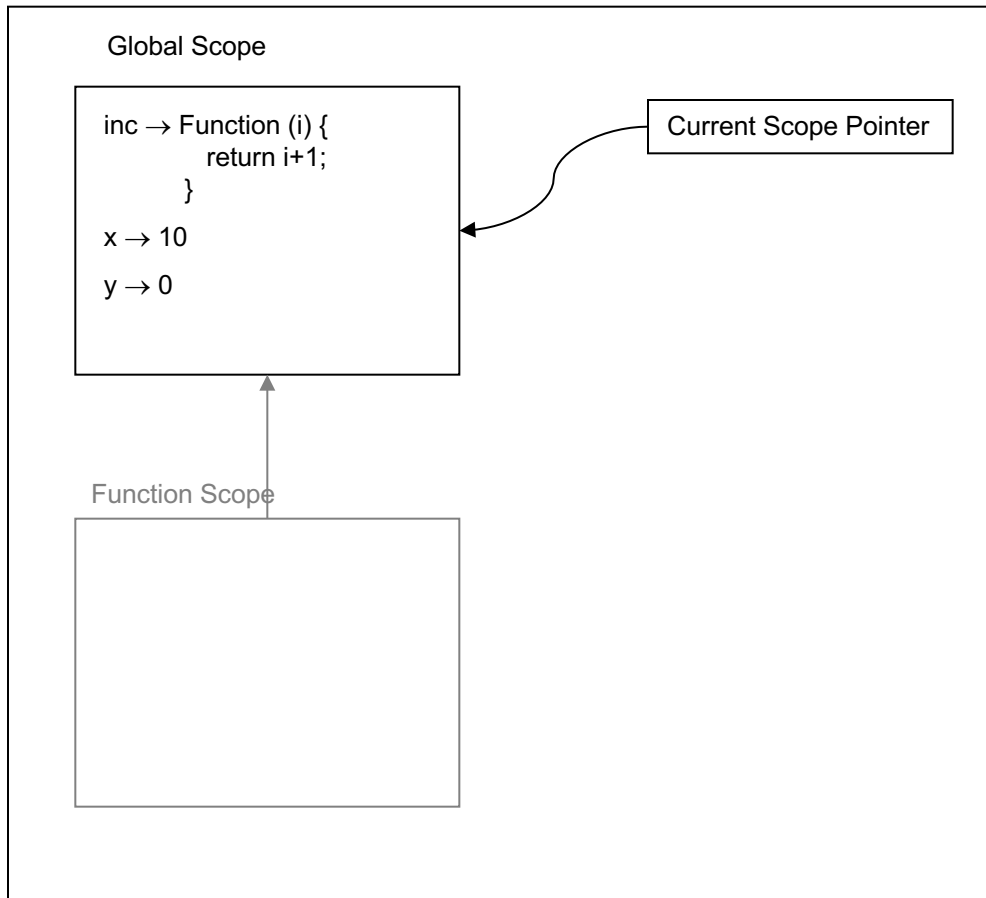 Global Scope
inc → Function (i) {
return i+1;
}
x → 10
y → 0
Current Scope Pointer
Function Scope